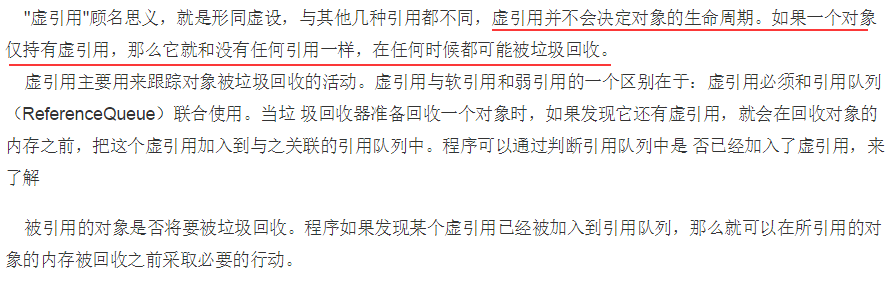 "虚引用"顾名思义，就是形同虚设，与其他几种引用都不同，虚引用并不会决定对象的生命周期。如果一个对象
仅持有虚引用，那么它就和没有任何引用一样，在任何时候都可能被垃圾回收。
虚引用主要用来跟踪对象被垃圾回收的活动。虚引用与软引用和弱引用的一个区别在于：虚引用必须和引用队列
（ReferenceQueue）联合使用。当垃 圾回收器准备回收一个对象时，如果发现它还有虚引用，就会在回收对象的
内存之前，把这个虚引用加入到与之关联的引用队列中。程序可以通过判断引用队列中是 否已经加入了虚引用，来
了解
被引用的对象是否将要被垃圾回收。程序如果发现某个虚引用已经被加入到引用队列，那么就可以在所引用的对
象的内存被回收之前采取必要的行动。